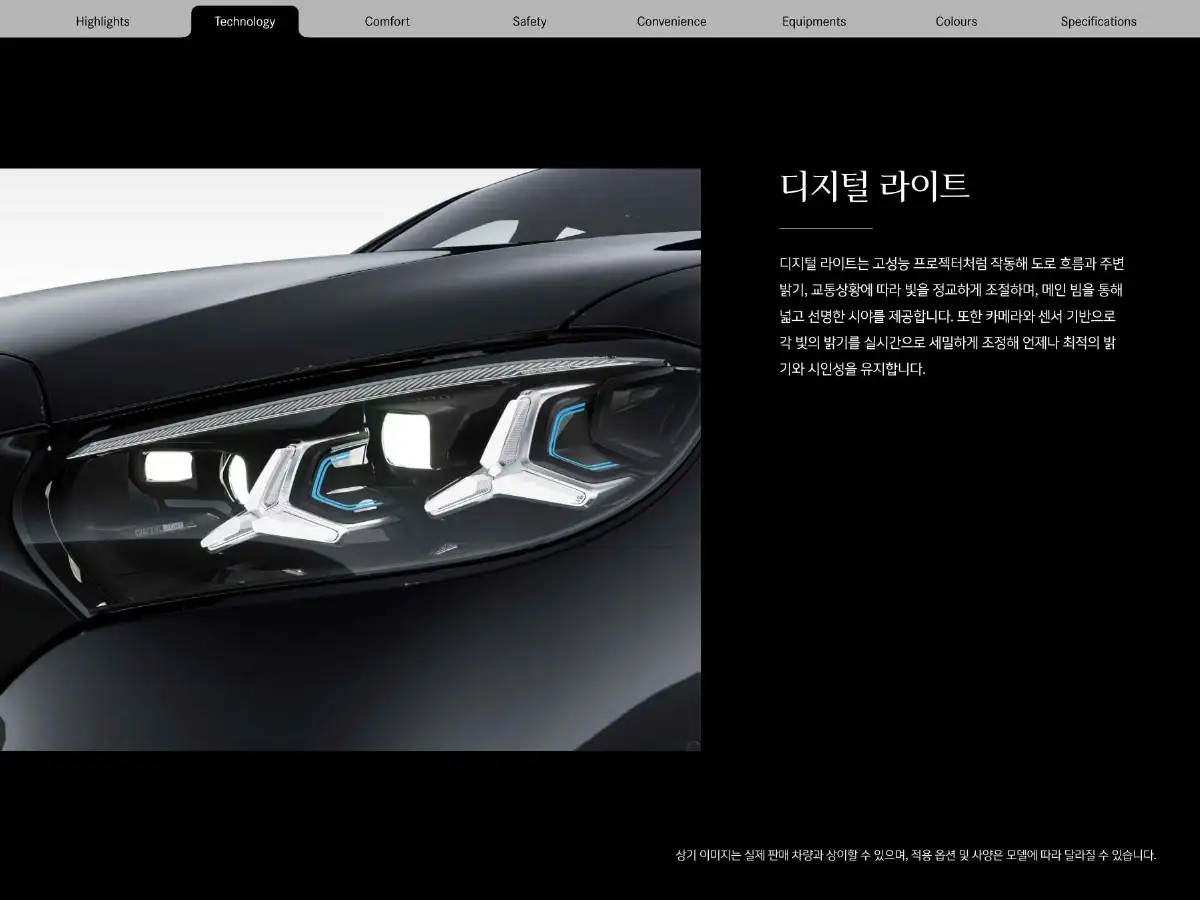 Highlights
Technology
Comfort
Safety
Convenience
Equipments
Colours
Specifications
디지털 라이트
디지털 라이트는 고성능 프로젝터처럼 작동해 도로 흐름과 주변
밝기, 교통상황에 따라 빛을 정교하게 조절하며, 메인 빔을 통해
넓고 선명한 시야를 제공합니다. 또한 카메라와 센서 기반으로
각 빛의 밝기를 실시간으로 세밀하게 조정해 언제나 최적의 밝
기와 시인성을 유지합니다.
DIGITAL LIGHT
상기 이미지는 실제 판매 차량과 상이할 수 있으며, 적용 옵션 및 사양은 모델에 따라 달라질 수 있습니다.